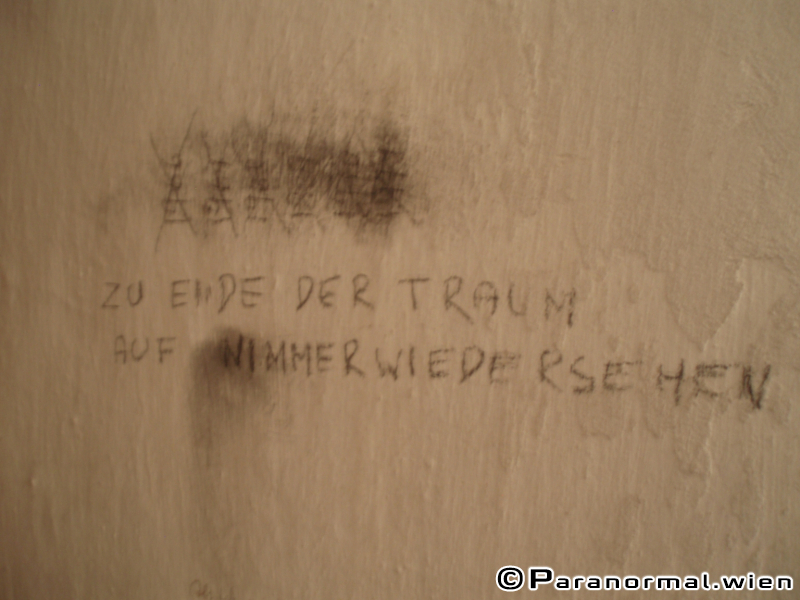 ZU ENDE DER TRAUM
AUF NIMMERWIEDERSEHEN
©Paranormal.wien